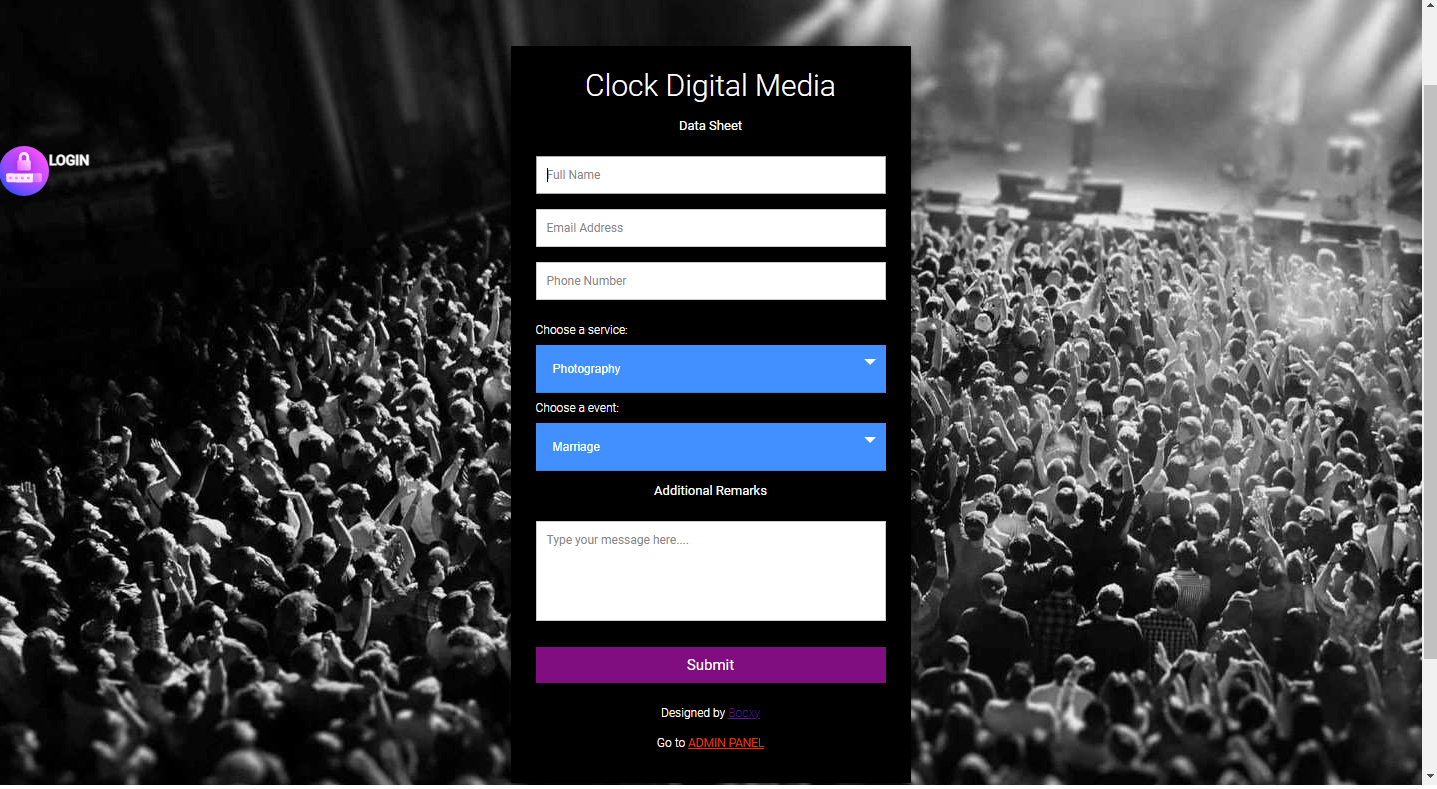 Clock Digital Media
Data Sheet
LOGIN
Full Name
Email Address
Phone Number
Choose a service:
Photography
Choose a event:
Marriage
Additional Remarks
Type your message here....
Submit
Designed by Bocxy
Go to ADMIN PANEL